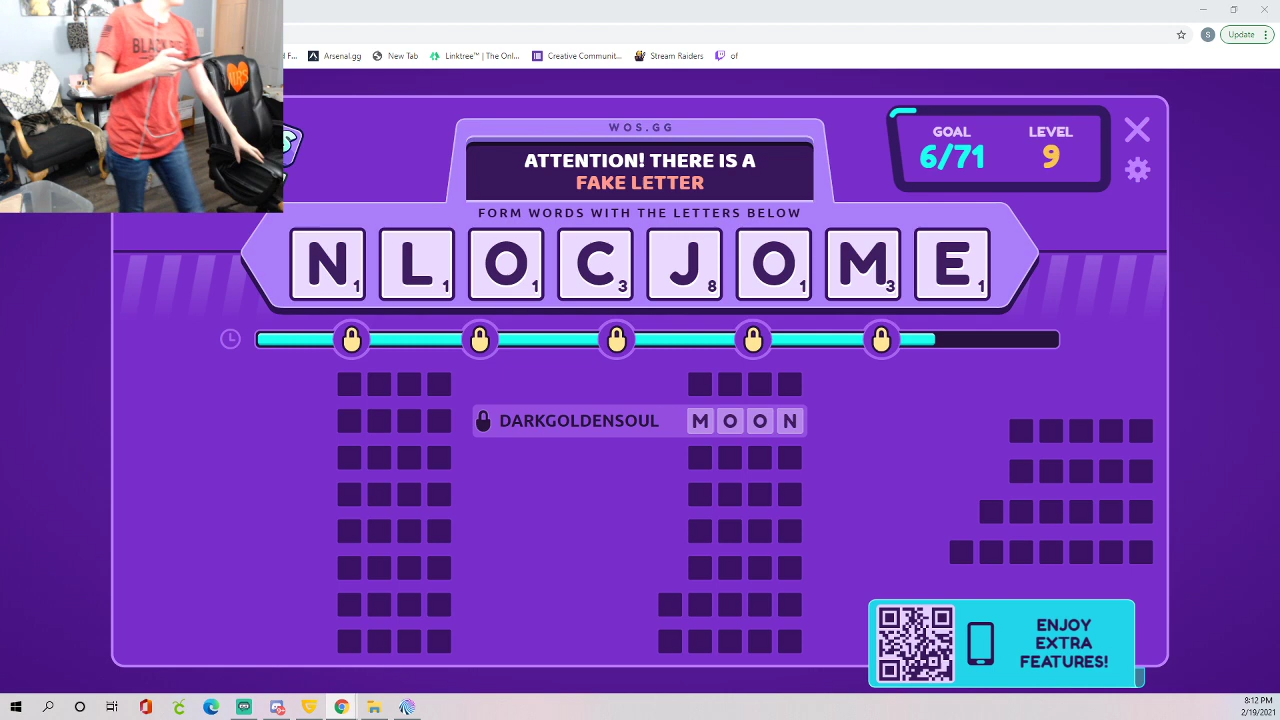 Update
F...
Arsenal.gg
New Tab
Linktree™ | The Onl...
Creative Communit...
Stream Raiders
of
WOS.GG
ATTENTION! THERE IS A
FAKE LETTER
GOAL
6/71
LEVEL
9
FORM WORDS WITH THE LETTERS BELOW
N1 L1 O1 C3 J8 O1 M3 E1
DARKGOLDENSOUL MOON
ENJOY
EXTRA
FEATURES!
8:12 PM
2/19/2021